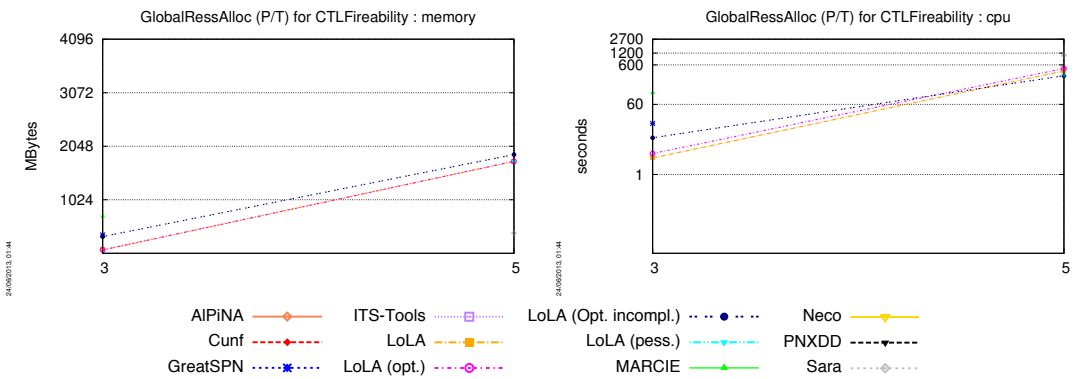 GlobalRessAlloc (P/T) for CTLFireability : memory
4096
3072
2048
1024
MBytes
3
5
24/06/2013, 01:44
GlobalRessAlloc (P/T) for CTLFireability : cpu
2700
1200
600
60
1
seconds
3
5
24/06/2013, 01:44
AlPiNA
Cunf
GreatSPN
ITS-Tools
LoLA
LoLA (opt.)
LoLA (Opt. incompl.)
LoLA (pess.)
MARCIE
Neco
PNXDD
Sara